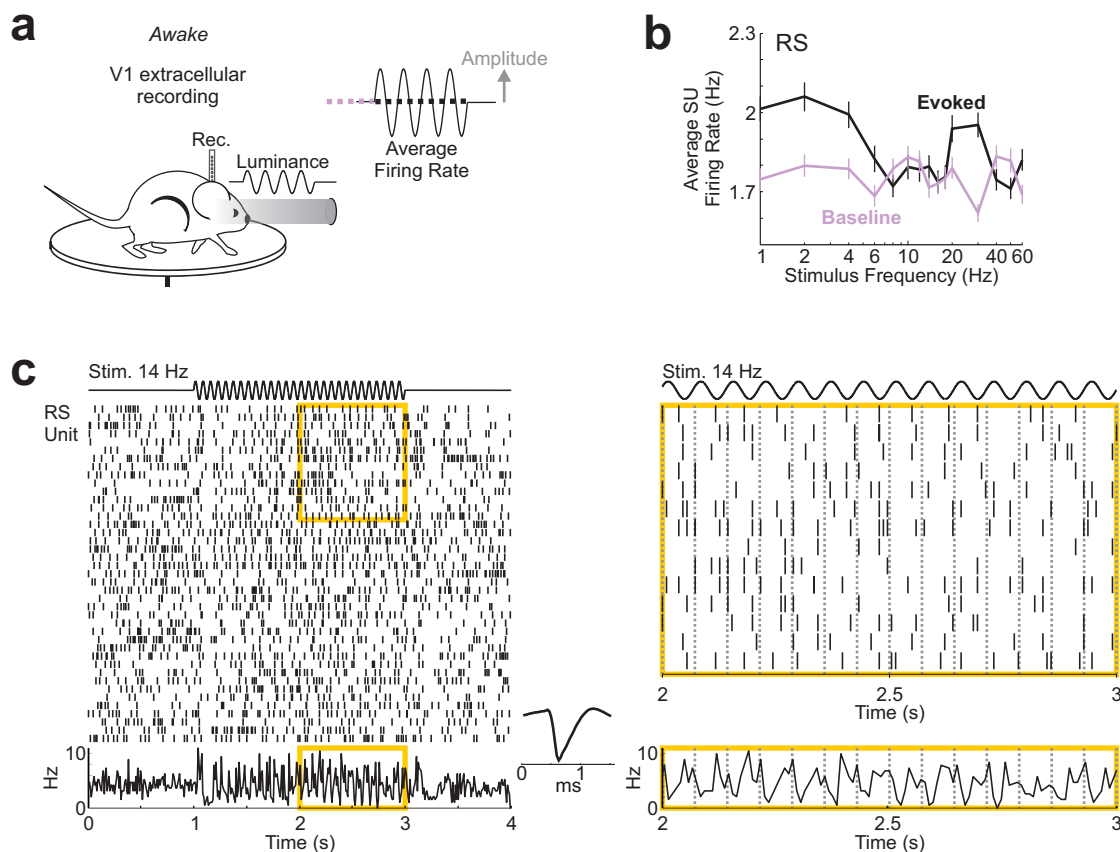 a
Awake
V1 extracellular
recording
Rec.
Luminance
Amplitude
Average
Firing Rate
b
RS
Average SU
Firing Rate (Hz)
2.3
2
1.7
Evoked
Baseline
1 2 4 6 10 20 40 60
Stimulus Frequency (Hz)
c
Stim. 14 Hz
RS
Unit
Hz
10
0
0 1 2 3 4
Time (s)
0 1
ms
Stim. 14 Hz
2 2.5 3
Time (s)
Hz
10
0
2 2.5 3
Time (s)